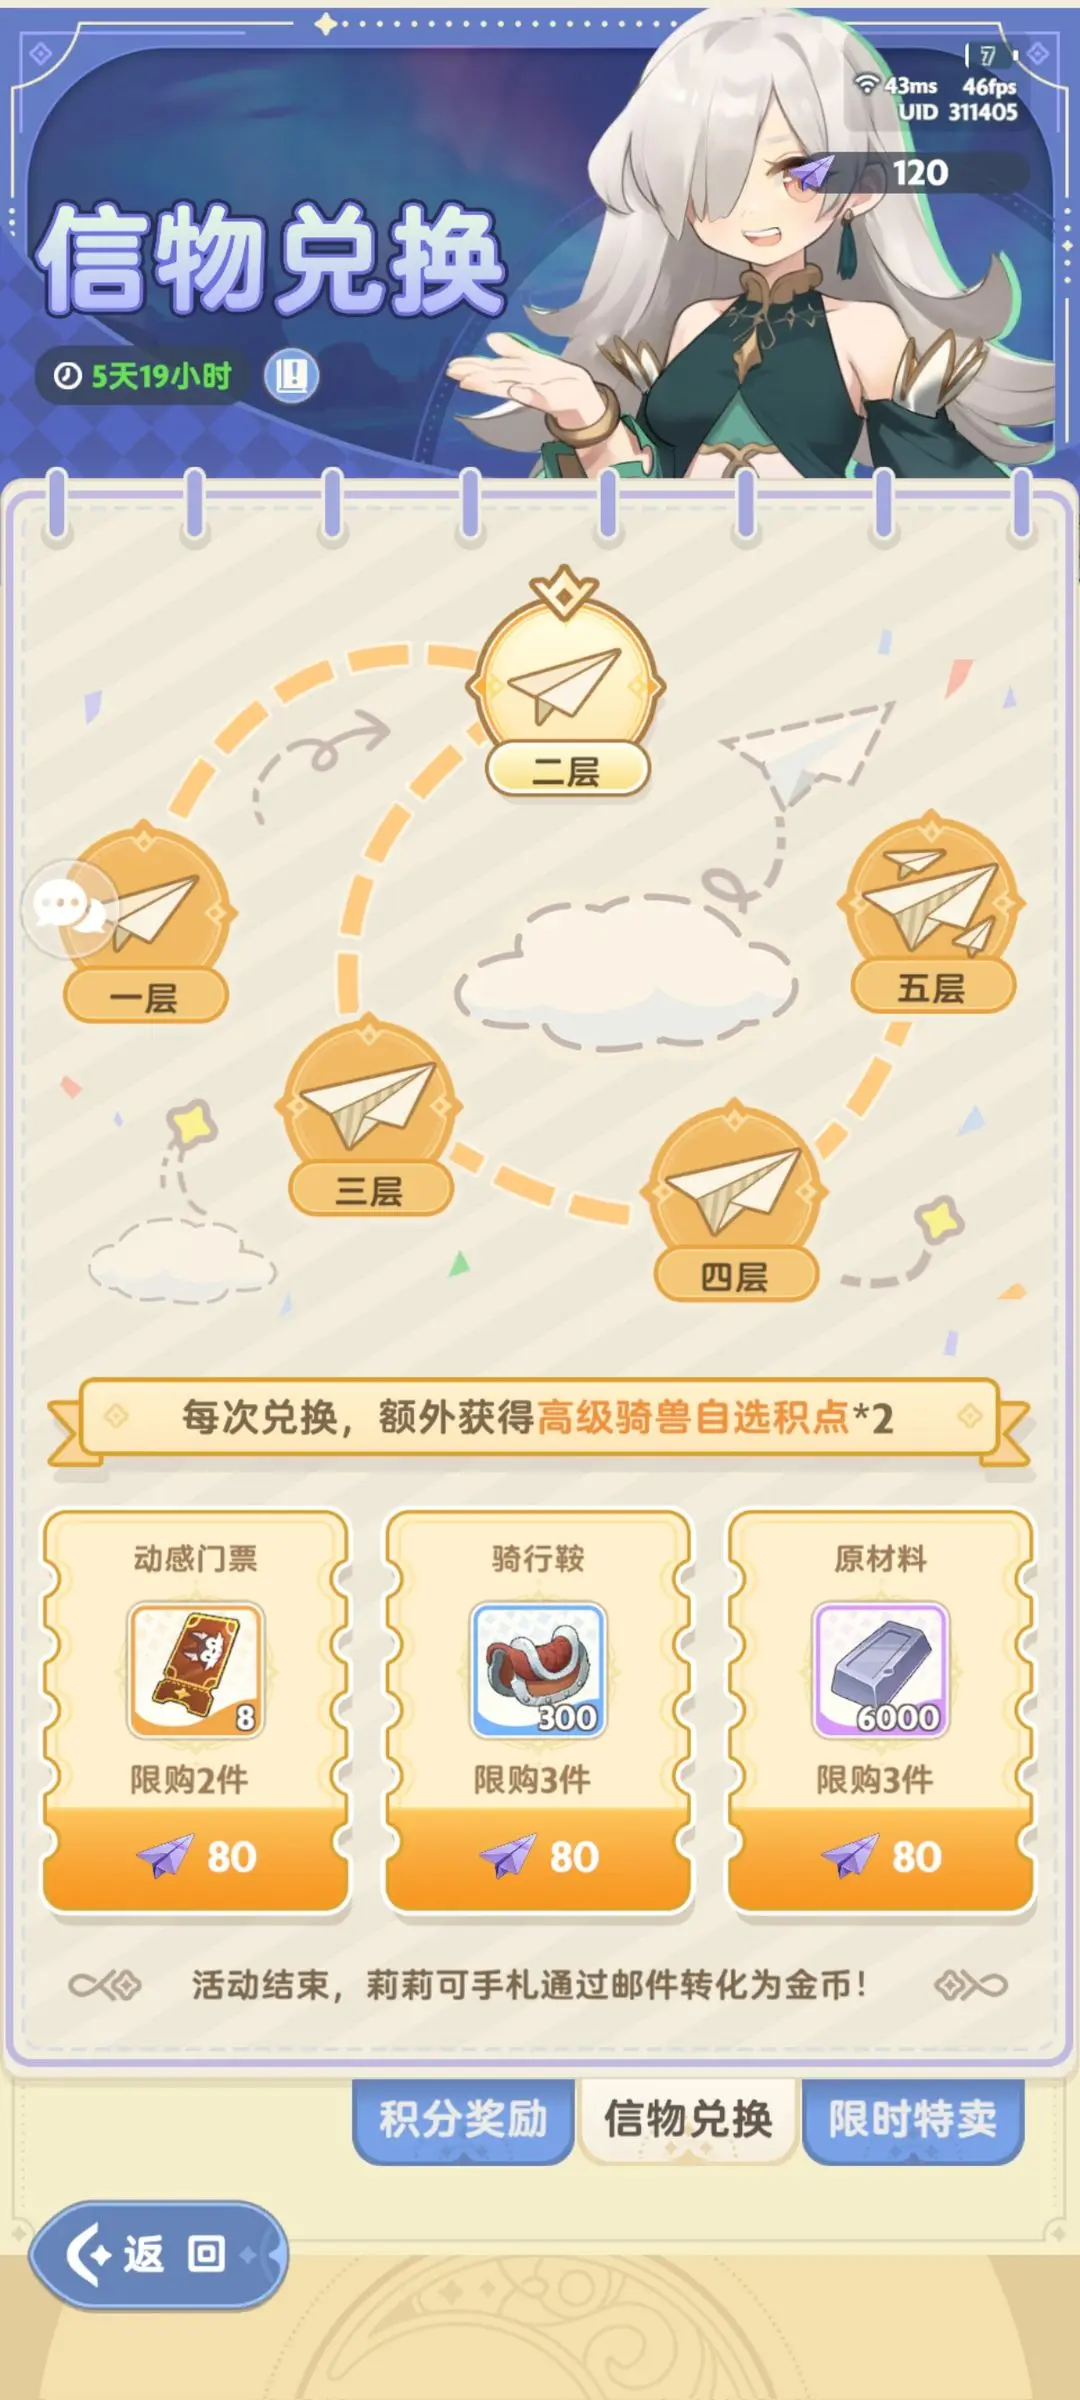 7
43ms 46fps
UID 311405
120
信物兑换
5天19小时
二层
一层
五层
三层
四层
每次兑换，额外获得高级骑兽自选积点*2
动感门票 骑行鞍 原材料
8 300 6000
限购2件 限购3件 限购3件
80 80 80
活动结束，莉莉可手札通过邮件转化为金币！
积分奖励 信物兑换 限时特卖
返回